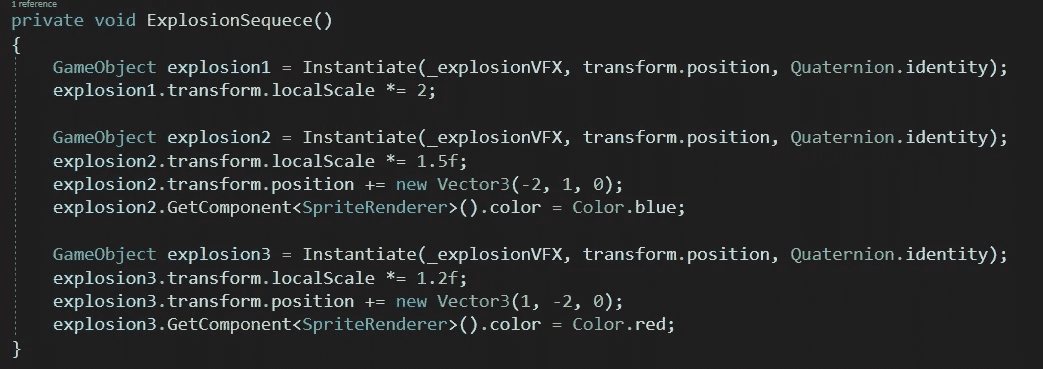 1 reference
private void ExplosionSequece()
{
GameObject explosion1 = Instantiate(_explosionVFX, transform.position, Quaternion.identity);
explosion1.transform.localScale *= 2;
GameObject explosion2 = Instantiate(_explosionVFX, transform.position, Quaternion.identity);
explosion2.transform.localScale *= 1.5f;
explosion2.transform.position += new Vector3(-2, 1, 0);
explosion2.GetComponent<SpriteRenderer>().color = Color.blue;
GameObject explosion3 = Instantiate(_explosionVFX, transform.position, Quaternion.identity);
explosion3.transform.localScale *= 1.2f;
explosion3.transform.position += new Vector3(1, -2, 0);
explosion3.GetComponent<SpriteRenderer>().color = Color.red;
}